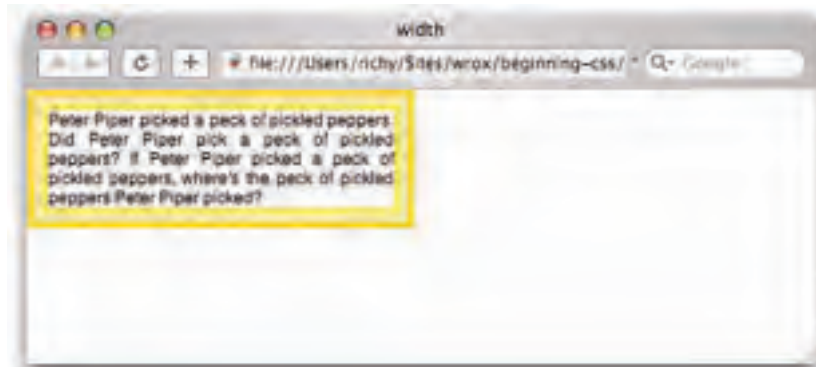 width
file:///Users/richy/Sites/wrox/beginning-css/
Google
Peter Piper picked a peck of pickled peppers.
Did Peter Piper pick a peck of pickled
peppers? If Peter Piper picked a peck of
pickled peppers, where's the peck of pickled
peppers Peter Piper picked?